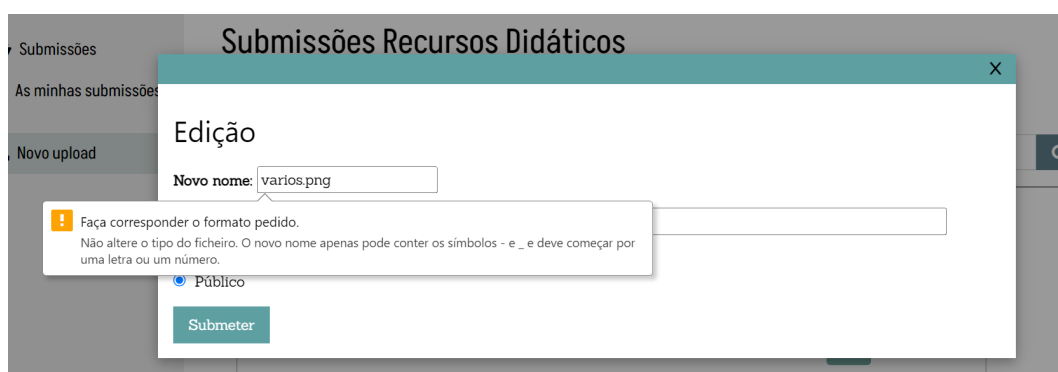 Submissões
Submissões Recursos Didáticos
X
As minhas submissões
Edição
Novo upload
Novo nome: varios.png
Faça corresponder o formato pedido.
Não altere o tipo do ficheiro. O novo nome apenas pode conter os símbolos - e _ e deve começar por
uma letra ou um número.
Público
Submeter